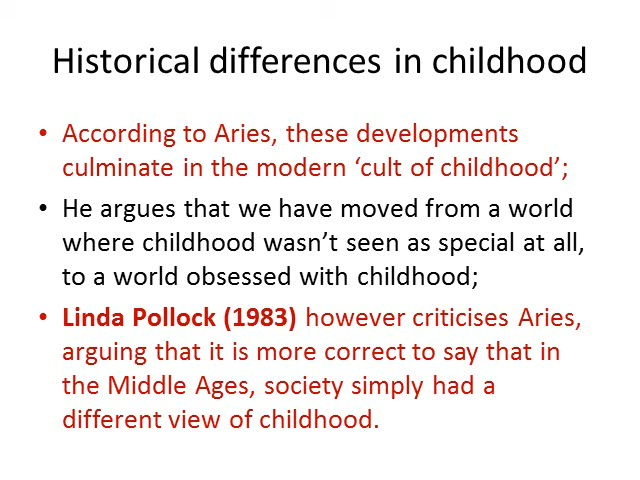 Historical differences in childhood
• According to Aries, these developments
culminate in the modern ‘cult of childhood’;
• He argues that we have moved from a world
where childhood wasn’t seen as special at all,
to a world obsessed with childhood;
• Linda Pollock (1983) however criticises Aries,
arguing that it is more correct to say that in
the Middle Ages, society simply had a
different view of childhood.